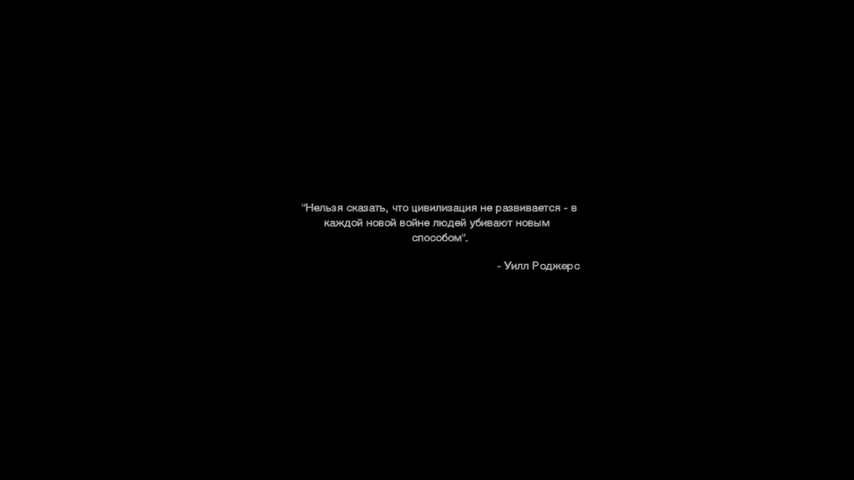 "Нельзя сказать, что цивилизация не развивается - в
каждой новой войне людей убивают новым
способом".
- Уилл Роджерс